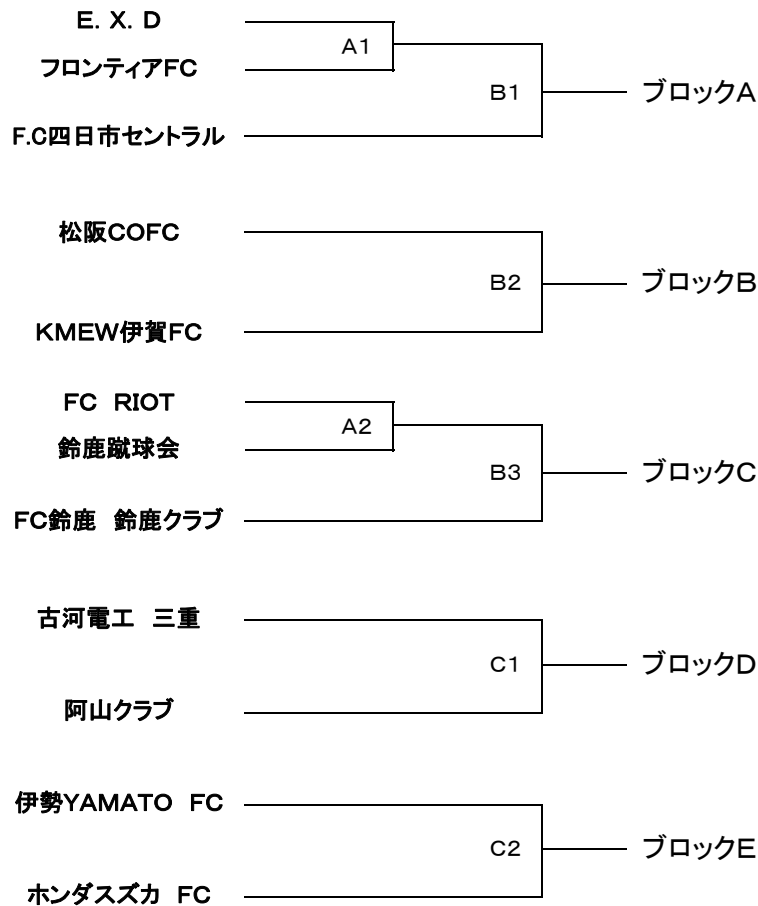 E. X. D
A1
フロンティアFC
B1
ブロックA
F.C四日市セントラル
松阪COFC
B2
ブロックB
KMEW伊賀FC
FC　RIOT
A2
鈴鹿蹴球会
B3
ブロックC
FC鈴鹿　鈴鹿クラブ
古河電工　三重
C1
ブロックD
阿山クラブ
伊勢YAMATO　FC
C2
ブロックE
ホンダスズカ　FC